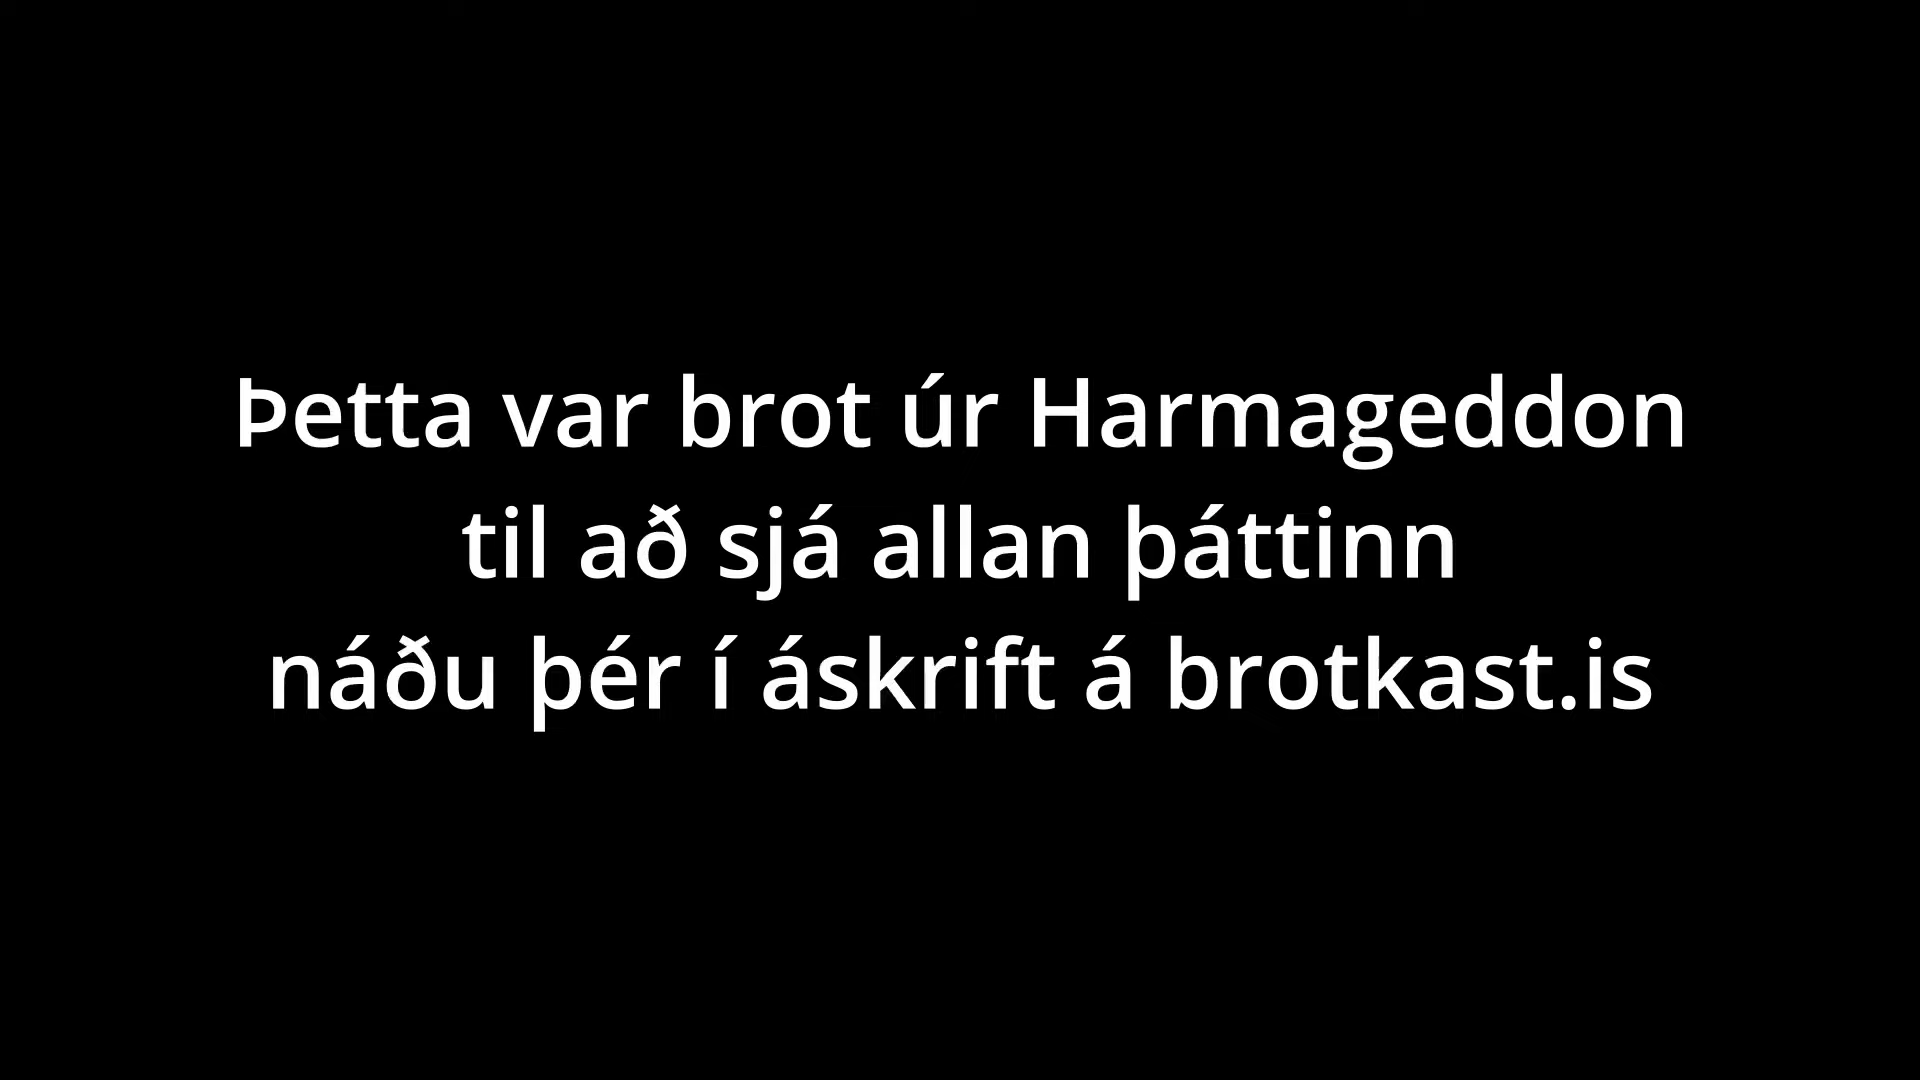 Þetta var brot úr Harmageddon
til að sjá allan þáttinn
náðu þér í áskrift á brotkast.is